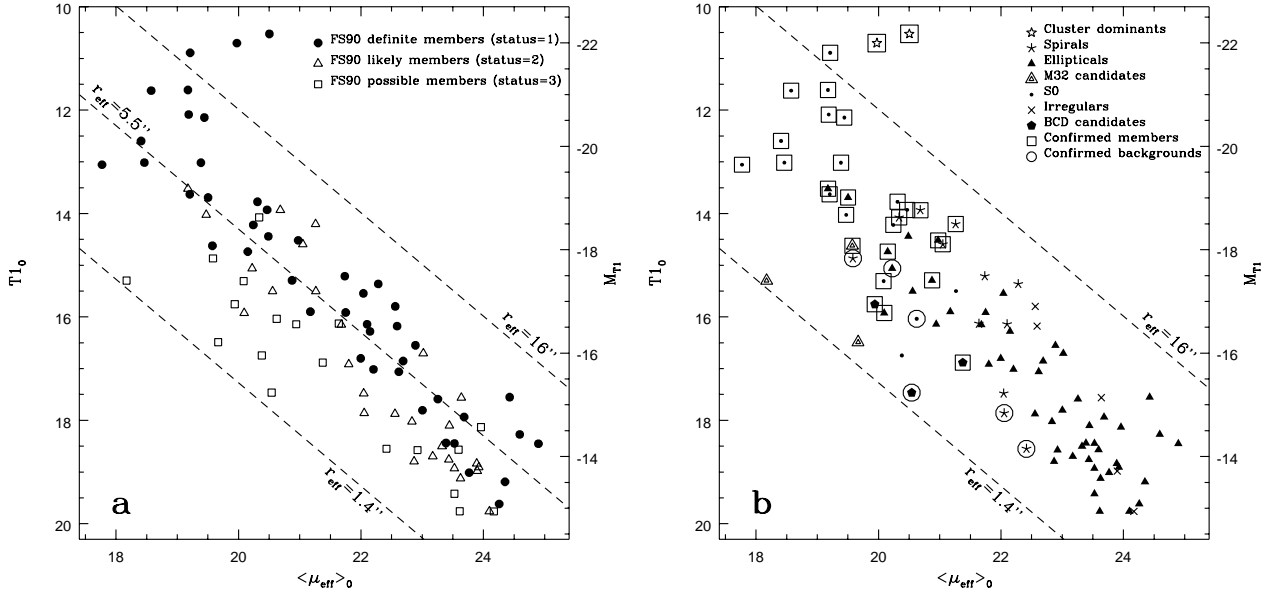 FS90 definite members (status=1)
FS90 likely members (status=2)
FS90 possible members (status=3)
r_eff=5.5''
r_eff=16''
r_eff=1.4''
a
10
12
14
16
18
20
T1_0
-22
-20
-18
-16
-14
M_T1
18
20
22
24
<μ_eff>_0
Cluster dominants
Spirals
Ellipticals
M32 candidates
S0
Irregulars
BCD candidates
Confirmed members
Confirmed backgrounds
r_eff=16''
r_eff=1.4''
b
10
12
14
16
18
20
T1_0
-22
-20
-18
-16
-14
M_T1
18
20
22
24
<μ_eff>_0